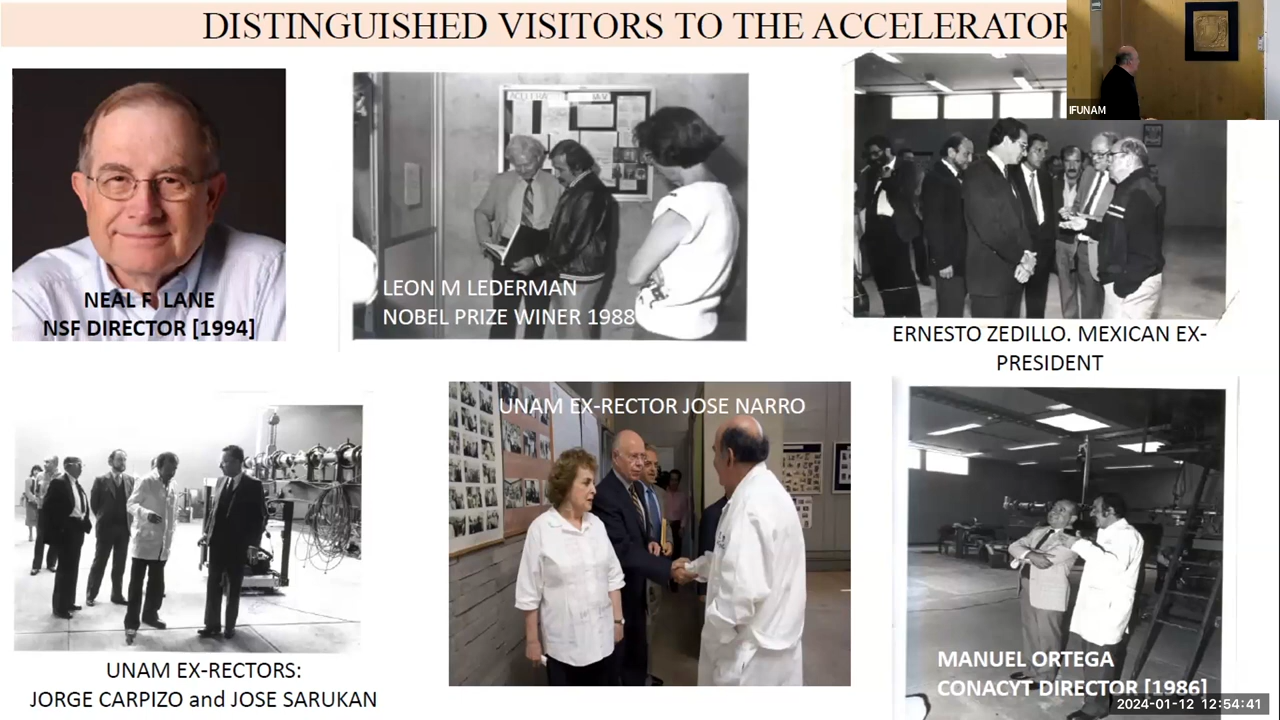 DISTINGUISHED VISITORS TO THE ACCELERATOR
IFUNAM
NEAL F LANE
NSF DIRECTOR [1994]
LEON M LEDERMAN
NOBEL PRIZE WINER 1988
ERNESTO ZEDILLO. MEXICAN EX-
PRESIDENT
UNAM EX-RECTORS:
JORGE CARPIZO and JOSE SARUKAN
UNAM EX-RECTOR JOSE NARRO
MANUEL ORTEGA
CONACYT DIRECTOR [1986]
2024-01-12 12:54:41